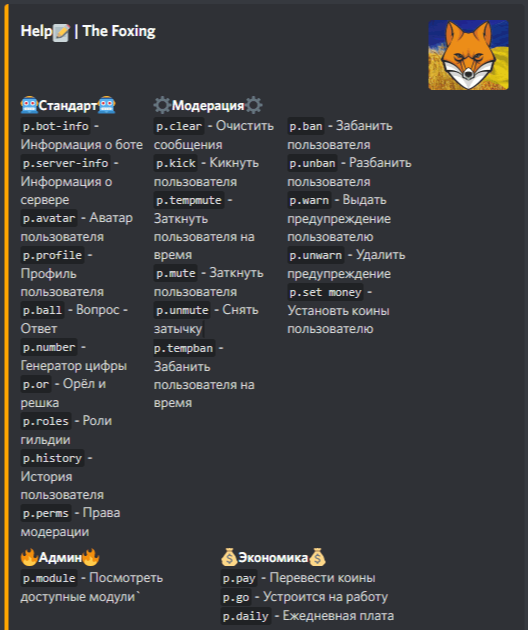 Help📝 | The Foxing
🤖Стандарт🤖
p.bot-info -
Информация о боте
p.server-info -
Информация о
сервере
p.avatar - Аватар
пользователя
p.profile -
Профиль
пользователя
p.ball - Вопрос -
Ответ
p.number -
Генератор цифры
p.or - Орёл и
решка
p.roles - Роли
гильдии
p.history -
История
пользователя
p.perms - Права
модерации
⚙️Модерация⚙️
p.clear - Очистить
сообщения
p.kick - Кикнуть
пользователя
p.tempmute -
Заткнуть
пользователя на
время
p.mute - Заткнуть
пользователя
p.unmute - Снять
затычку
p.tempban -
Забанить
пользователя на
время
p.ban - Забанить
пользователя
p.unban - Разбанить
пользователя
p.warn - Выдать
предупреждение
пользователю
p.unwarn - Удалить
предупреждение
p.set money -
Установть коины
пользователю
🔥Админ🔥
p.module - Посмотреть
доступные модули`
💰Экономика💰
p.pay - Перевести коины
p.go - Устроится на работу
p.daily - Ежедневная плата